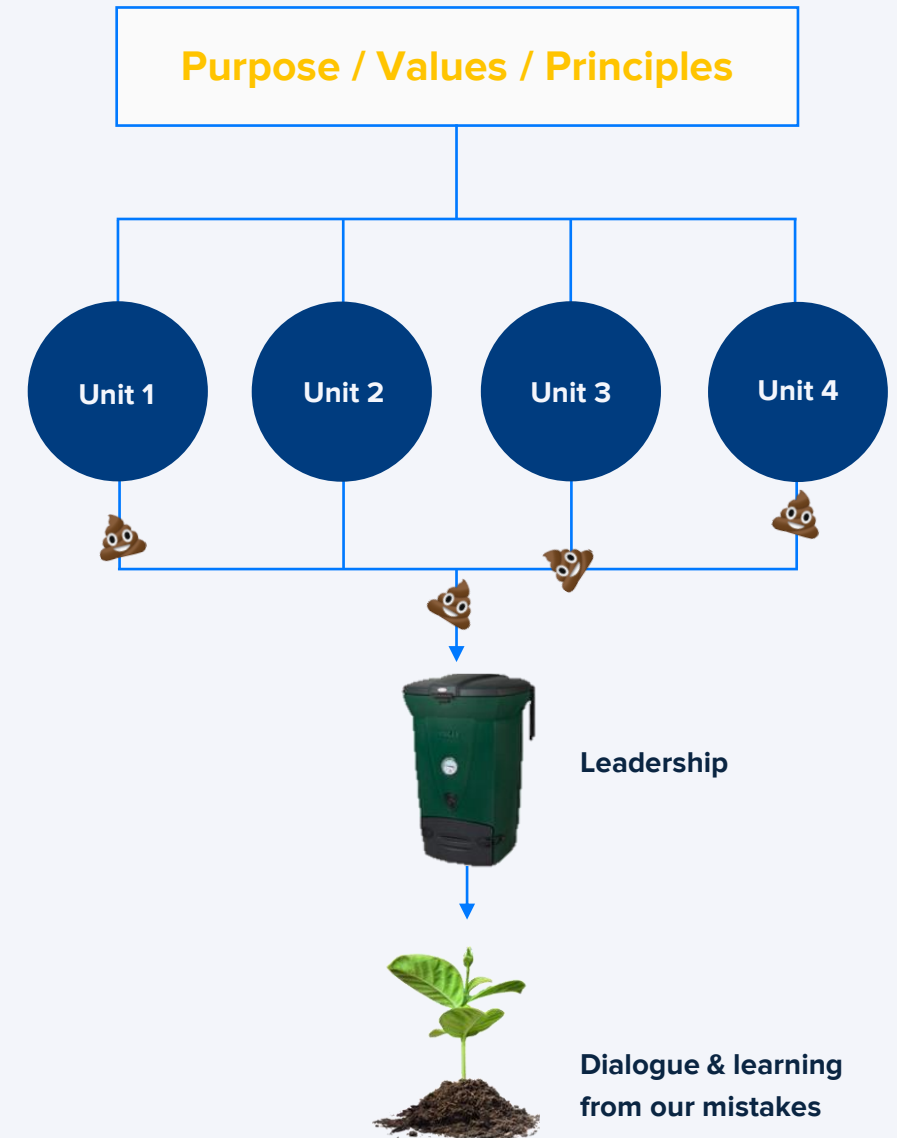 Purpose / Values / Principles
Unit 1
Unit 2
Unit 3
Unit 4
Leadership
Dialogue & learning
from our mistakes